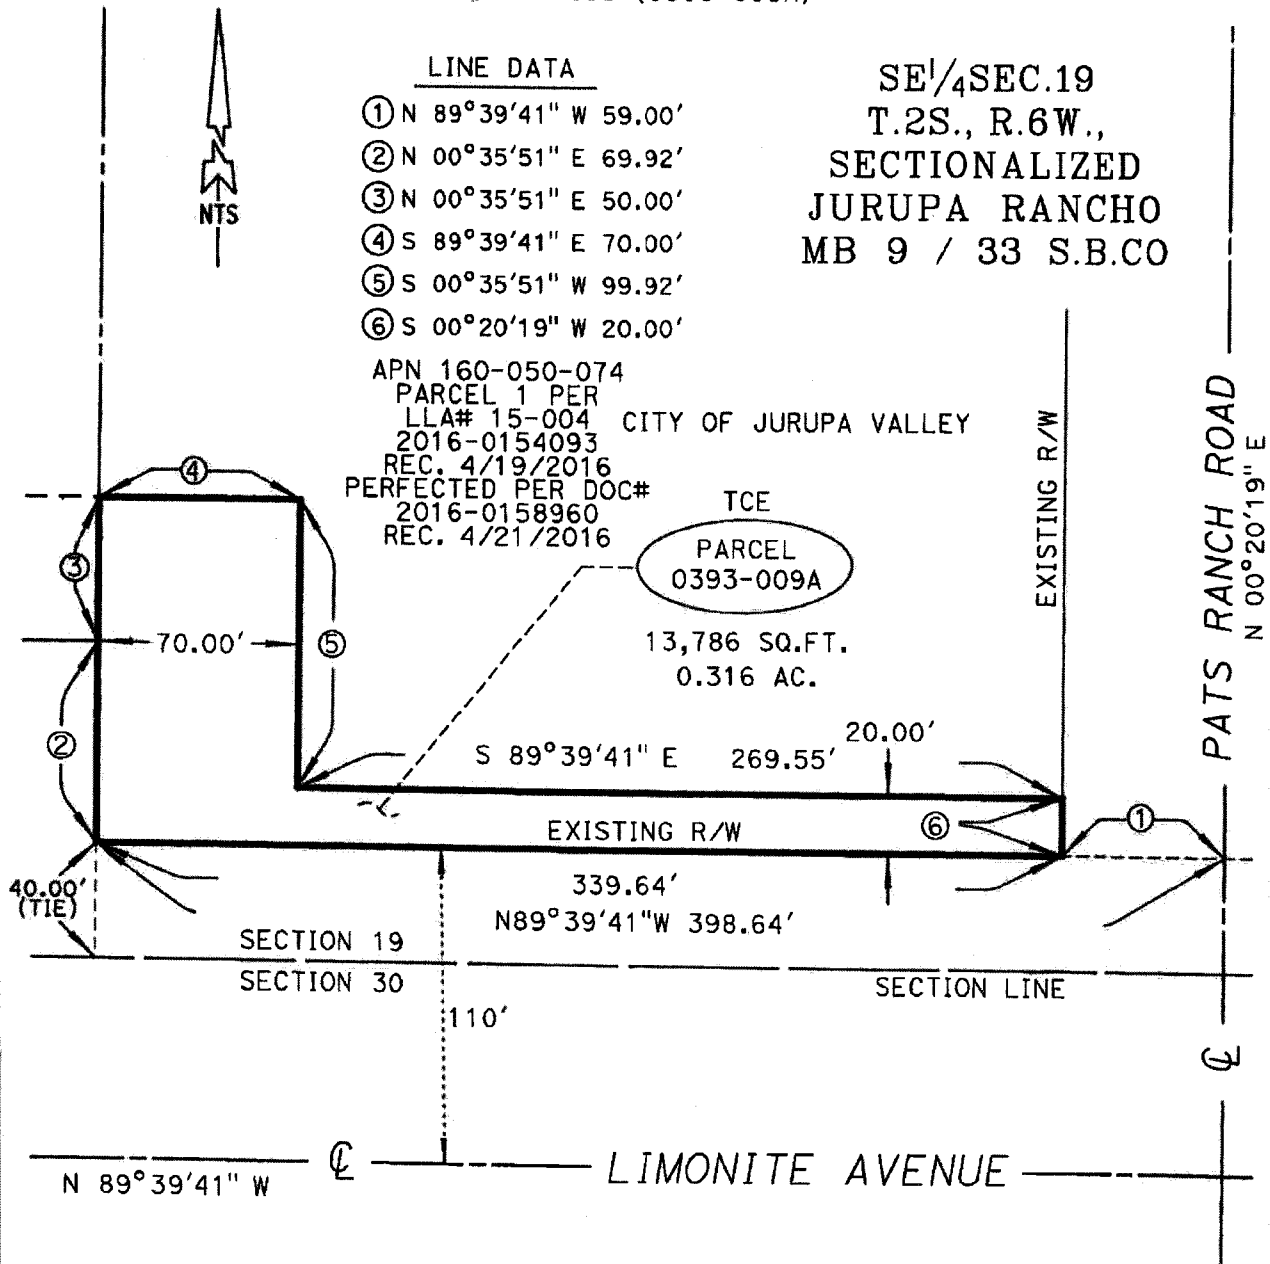 LINE DATA
① N 89°39'41" W 59.00'
② N 00°35'51" E 69.92'
③ N 00°35'51" E 50.00'
④ S 89°39'41" E 70.00'
⑤ S 00°35'51" W 99.92'
⑥ S 00°20'19" W 20.00'
SE1/4SEC.19
T.2S., R.6W.,
SECTIONALIZED
JURUPA RANCHO
MB 9 / 33 S.B.CO
N
NTS
APN 160-050-074
PARCEL 1 PER
LLA# 15-004
2016-0154093
REC. 4/19/2016
PERFECTED PER DOC#
2016-0158960
REC. 4/21/2016
CITY OF JURUPA VALLEY
TCE
PARCEL
0393-009A
13,786 SQ.FT.
0.316 AC.
EXISTING R/W
PATS RANCH ROAD
N 00°20'19" E
④
③
70.00'
⑤
②
S 89°39'41" E 269.55'
20.00'
EXISTING R/W
⑥
①
40.00'
(TIE)
339.64'
N89°39'41"W 398.64'
SECTION 19
SECTION 30
SECTION LINE
110'
℄
℄
LIMONITE AVENUE
N 89°39'41" W